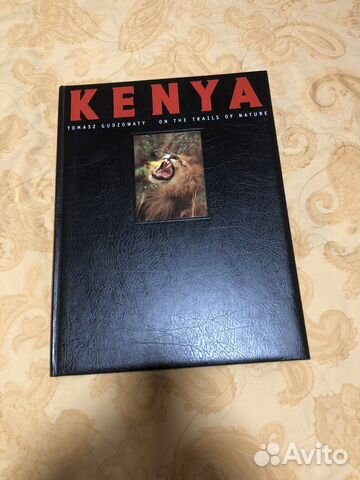 KENYA
TOMASZ GUDZOWATY ON THE TRAILS OF NATURE
Avito